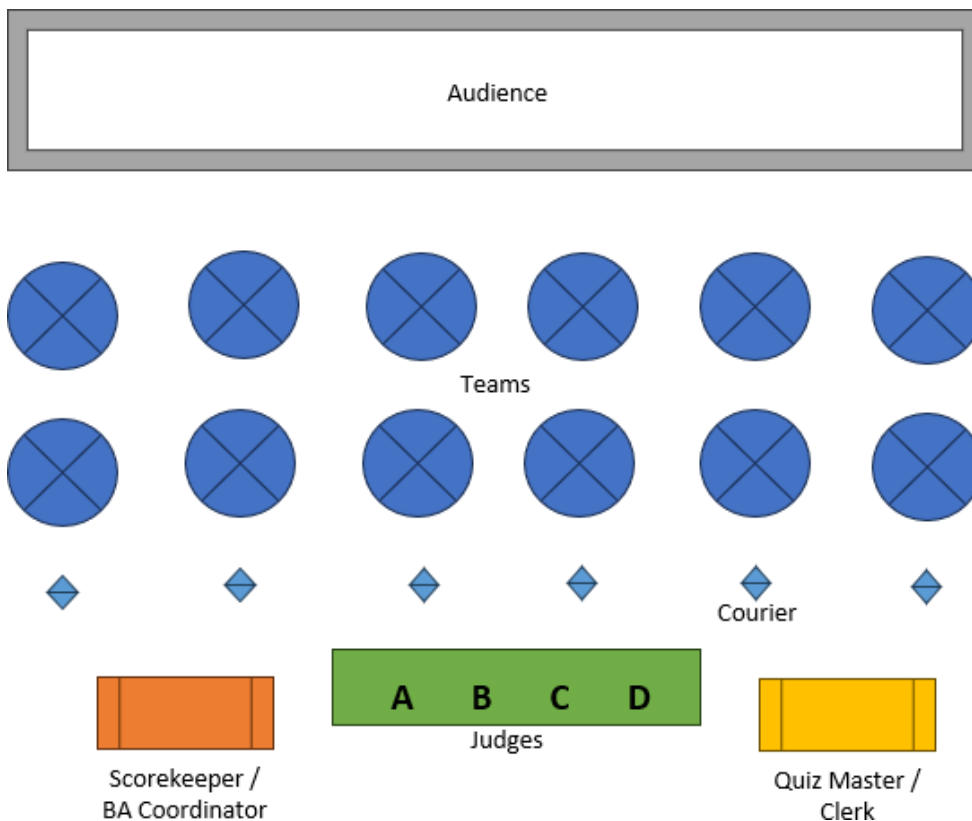 Audience
Teams
Courier
A B C D
Judges
Scorekeeper /
BA Coordinator
Quiz Master /
Clerk